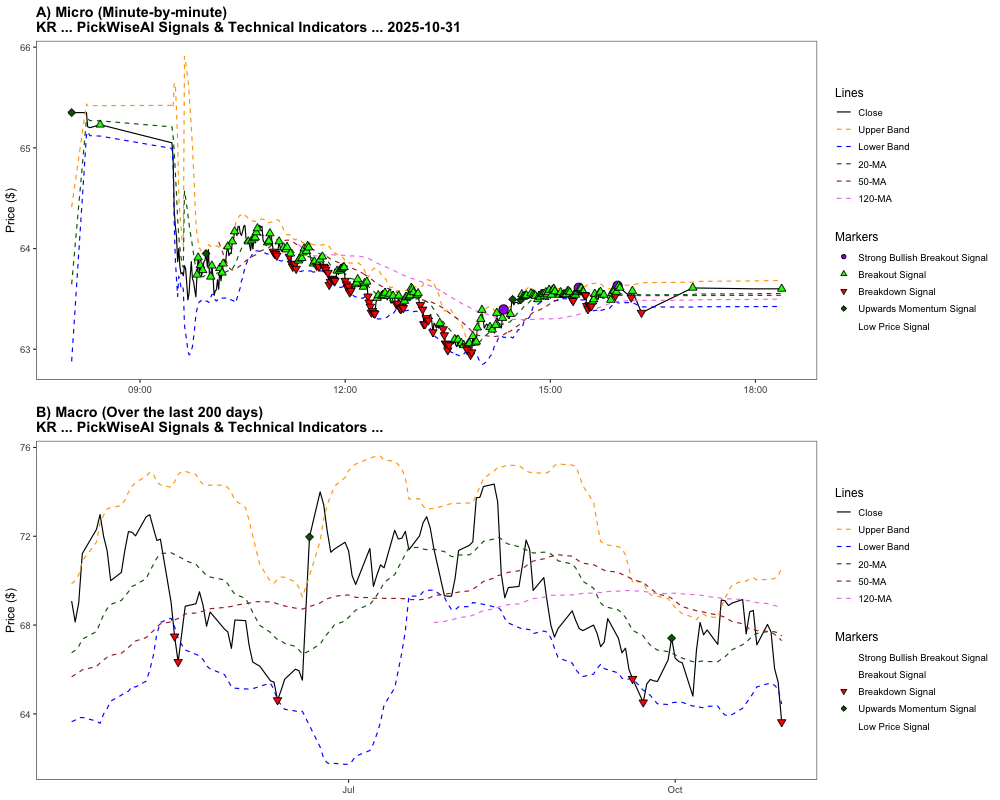 A) Micro (Minute-by-minute)
KR ... PickWiseAI Signals & Technical Indicators ... 2025-10-31
66
65
64
63
Price ($)
09:00
12:00
15:00
18:00
Lines
Close
Upper Band
Lower Band
20-MA
50-MA
120-MA
Markers
Strong Bullish Breakout Signal
Breakout Signal
Breakdown Signal
Upwards Momentum Signal
Low Price Signal
B) Macro (Over the last 200 days)
KR ... PickWiseAI Signals & Technical Indicators ...
76
72
68
64
Price ($)
Jul
Oct
Lines
Close
Upper Band
Lower Band
20-MA
50-MA
120-MA
Markers
Strong Bullish Breakout Signal
Breakout Signal
Breakdown Signal
Upwards Momentum Signal
Low Price Signal